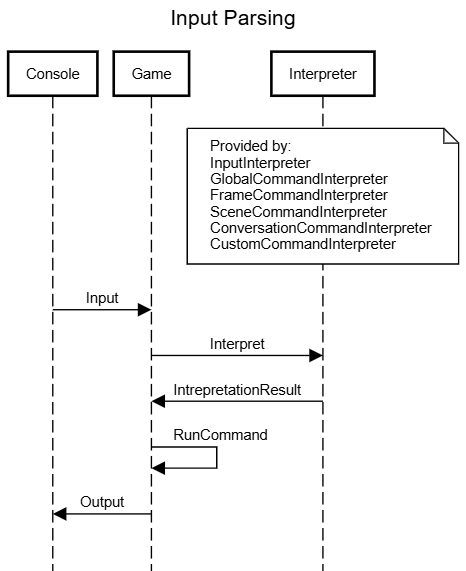 Input Parsing
Console
Game
Interpreter
Provided by:
InputInterpreter
GlobalCommandInterpreter
FrameCommandInterpreter
SceneCommandInterpreter
ConversationCommandInterpreter
CustomCommandInterpreter
Input
Interpret
IntrepretationResult
RunCommand
Output